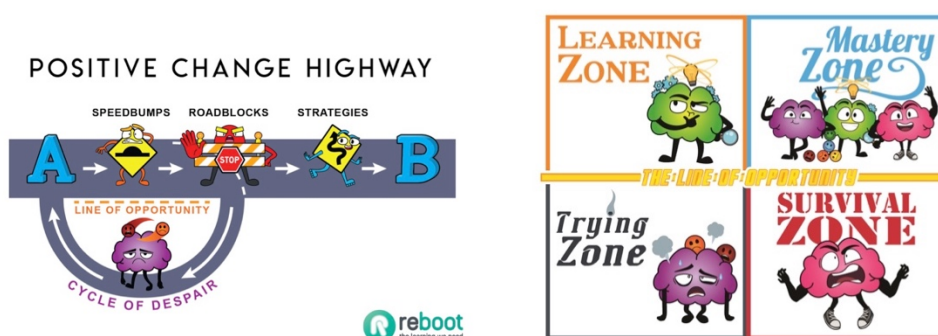 POSITIVE CHANGE HIGHWAY
SPEEDBUMPS ROADBLOCKS STRATEGIES
A
STOP
B
LINE OF OPPORTUNITY
CYCLE OF DESPAIR
reboot
LEARNING
ZONE
Mastery
Zone
THE LINE OF OPPORTUNITY
Trying
Zone
SURVIVAL
ZONE